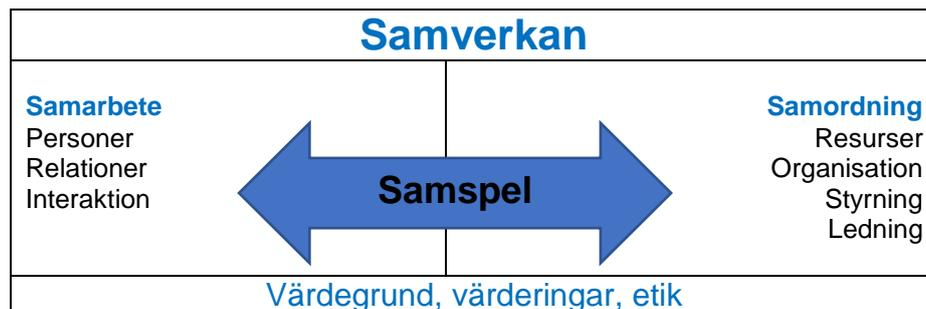 Samverkan
Samarbete
Personer
Relationer
Interaktion
Samspel
Samordning
Resurser
Organisation
Styrning
Ledning
Värdegrund, värderingar, etik